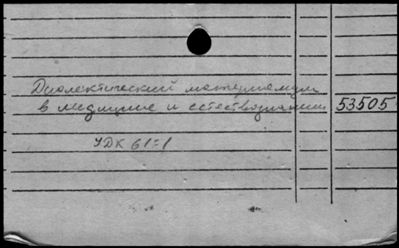 Диалектический материализм
в медицине и естествознании 53505
УДК 61:1